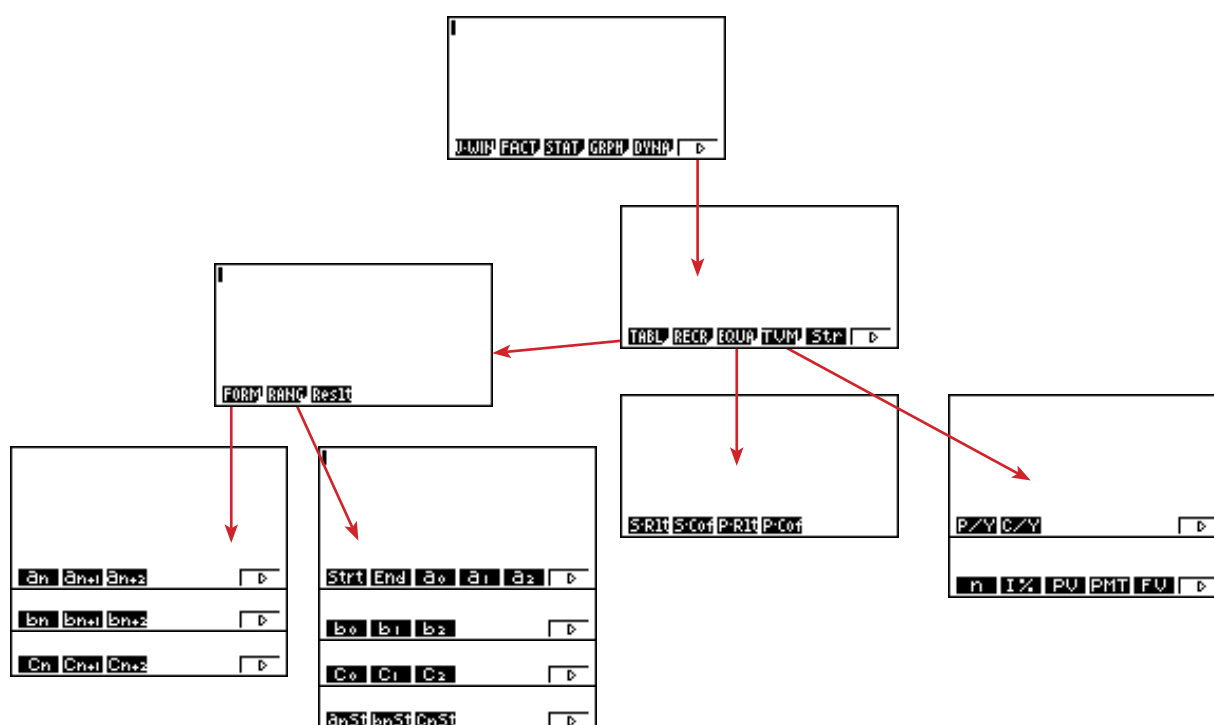 V-WIN FACT STAT GRPH DYNA
TABL RECR EQUA TVM Str
FORM RANG Reslt
S·Rlt S·Cof P·Rlt P·Cof
P/Y C/Y
n I% PV PMT FV
an an+1 an+2
bn bn+1 bn+2
Cn Cn+1 Cn+2
Strt End a0 a1 a2
b0 b1 b2
C0 C1 C2
anSt bnSt CnSt